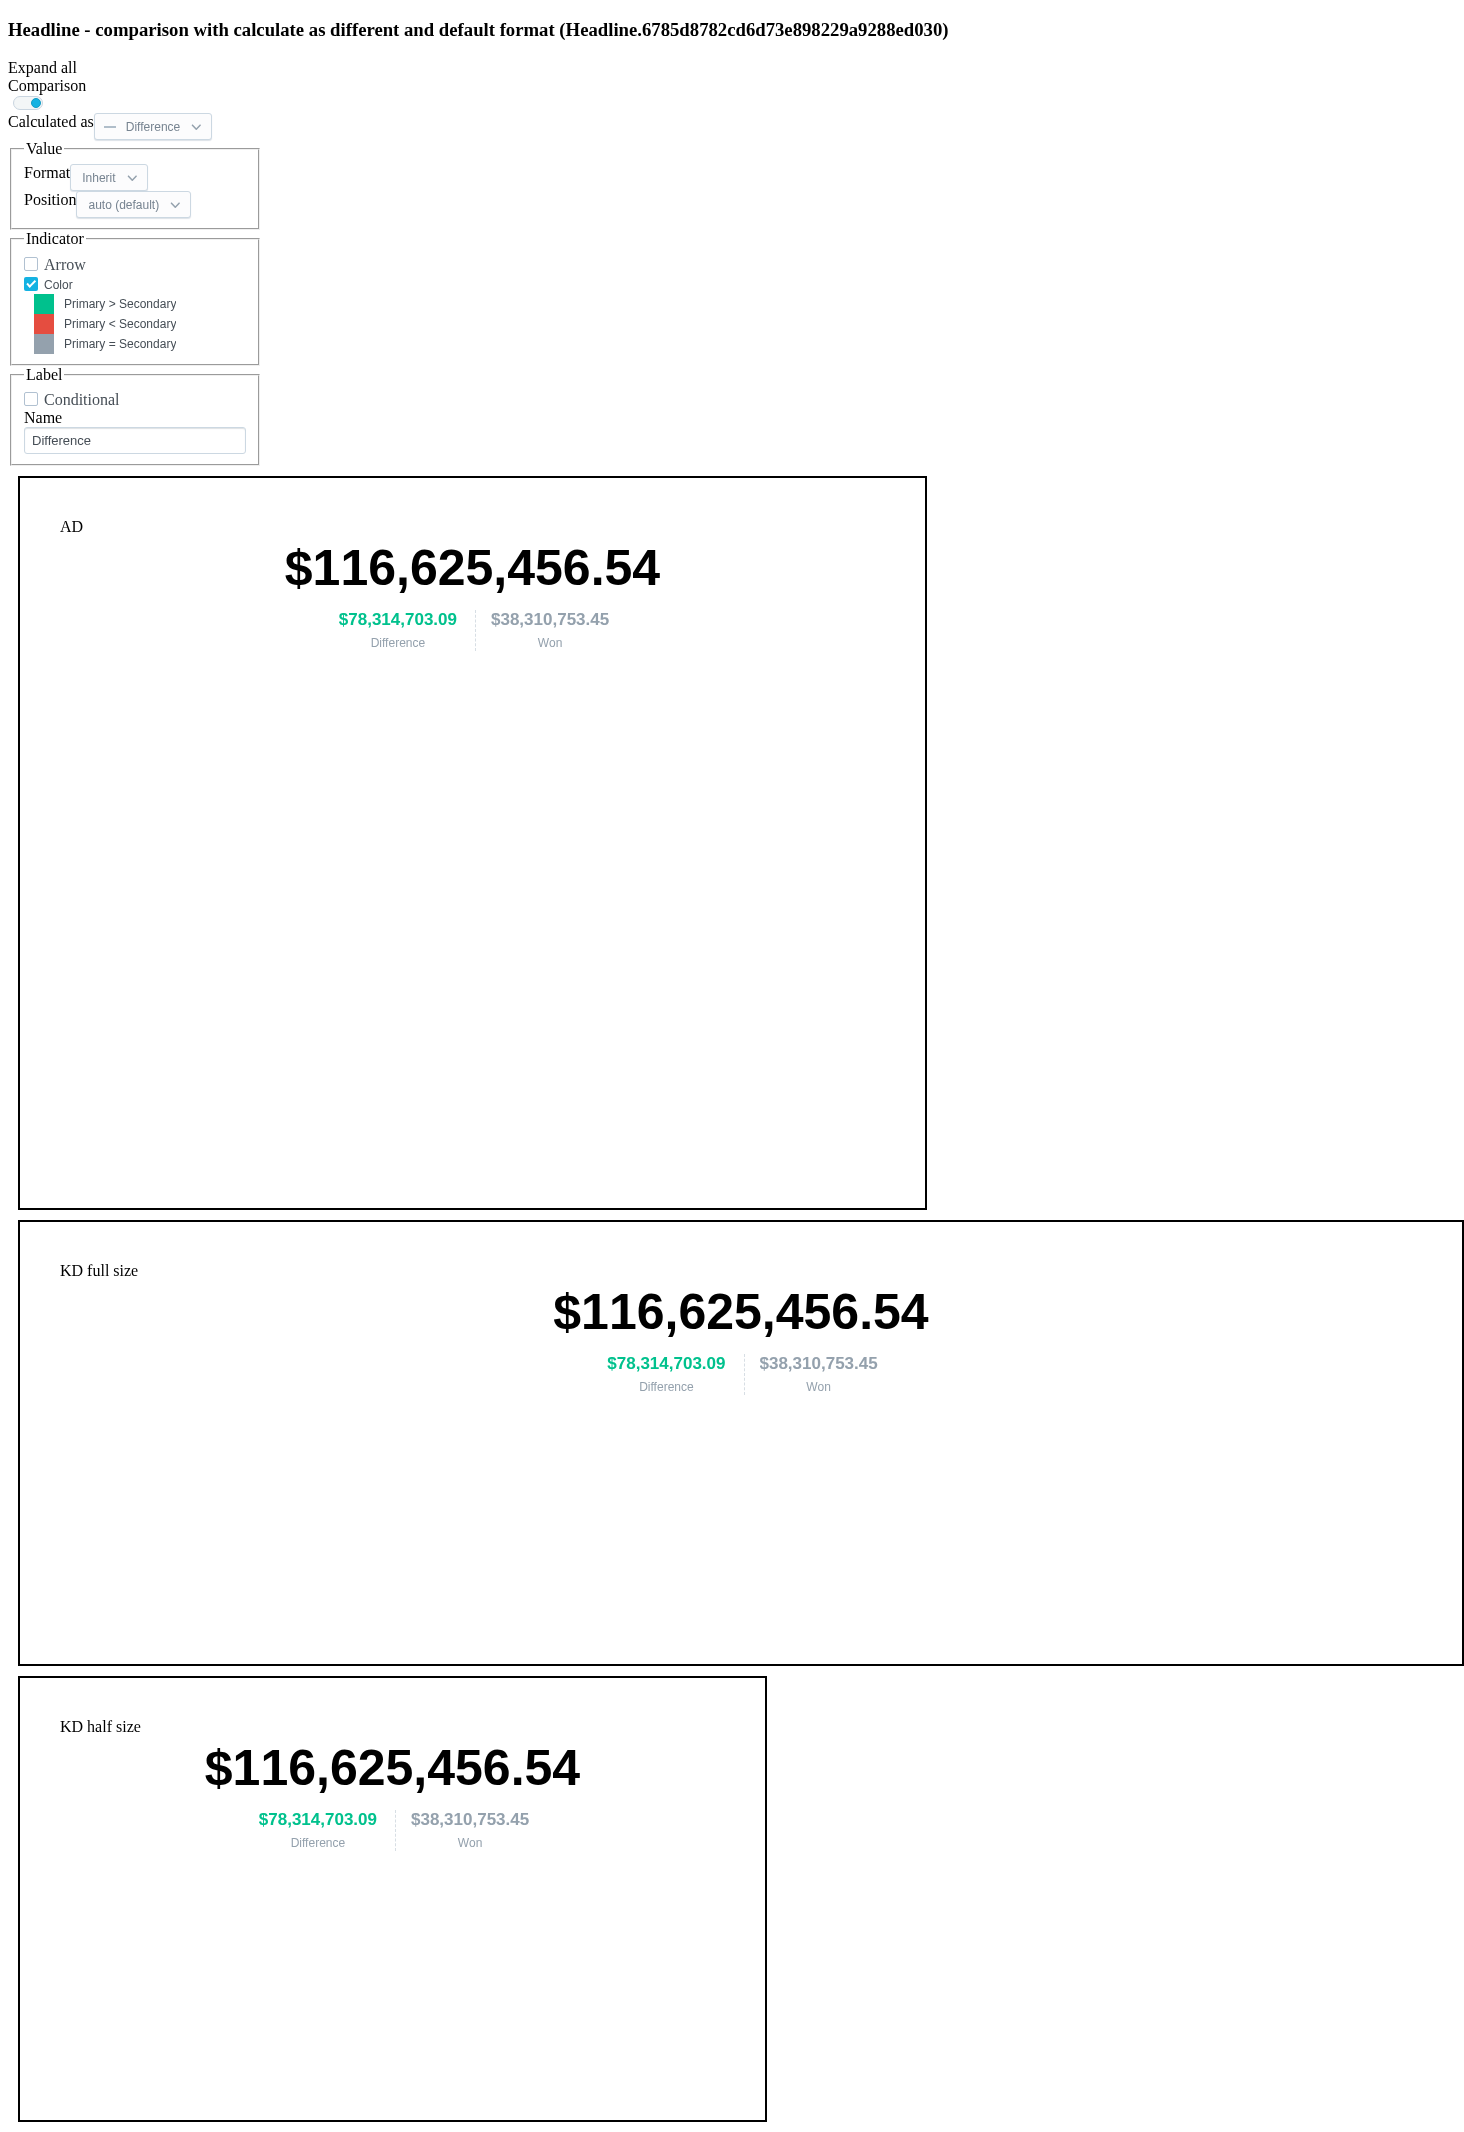 Headline - comparison with calculate as different and default format (Headline.6785d8782cd6d73e898229a9288ed030)
Expand all
Comparison
Calculated as Difference
Value
Format Inherit
Position auto (default)
Indicator
Arrow
Color
Primary > Secondary
Primary < Secondary
Primary = Secondary
Label
Conditional
Name
Difference
AD
$116,625,456.54
$78,314,703.09 $38,310,753.45
Difference Won
KD full size
$116,625,456.54
$78,314,703.09 $38,310,753.45
Difference Won
KD half size
$116,625,456.54
$78,314,703.09 $38,310,753.45
Difference Won